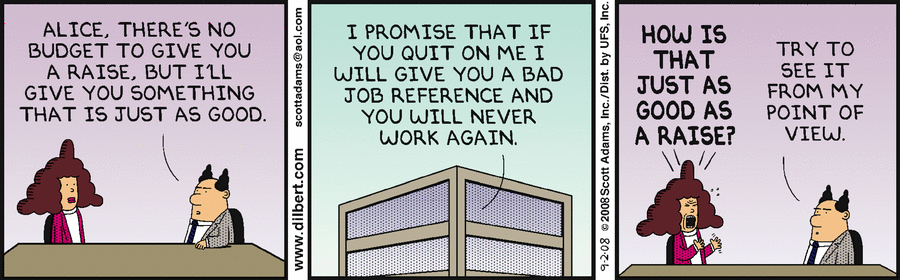 ALICE, THERE'S NO
BUDGET TO GIVE YOU
A RAISE, BUT I'LL
GIVE YOU SOMETHING
THAT IS JUST AS GOOD.
www.dilbert.com scottadams@aol.com
I PROMISE THAT IF
YOU QUIT ON ME I
WILL GIVE YOU A BAD
JOB REFERENCE AND
YOU WILL NEVER
WORK AGAIN.
9-2-08 © 2008 Scott Adams, Inc./Dist. by UFS, Inc.
HOW IS
THAT
JUST AS
GOOD AS
A RAISE?
TRY TO
SEE IT
FROM MY
POINT OF
VIEW.